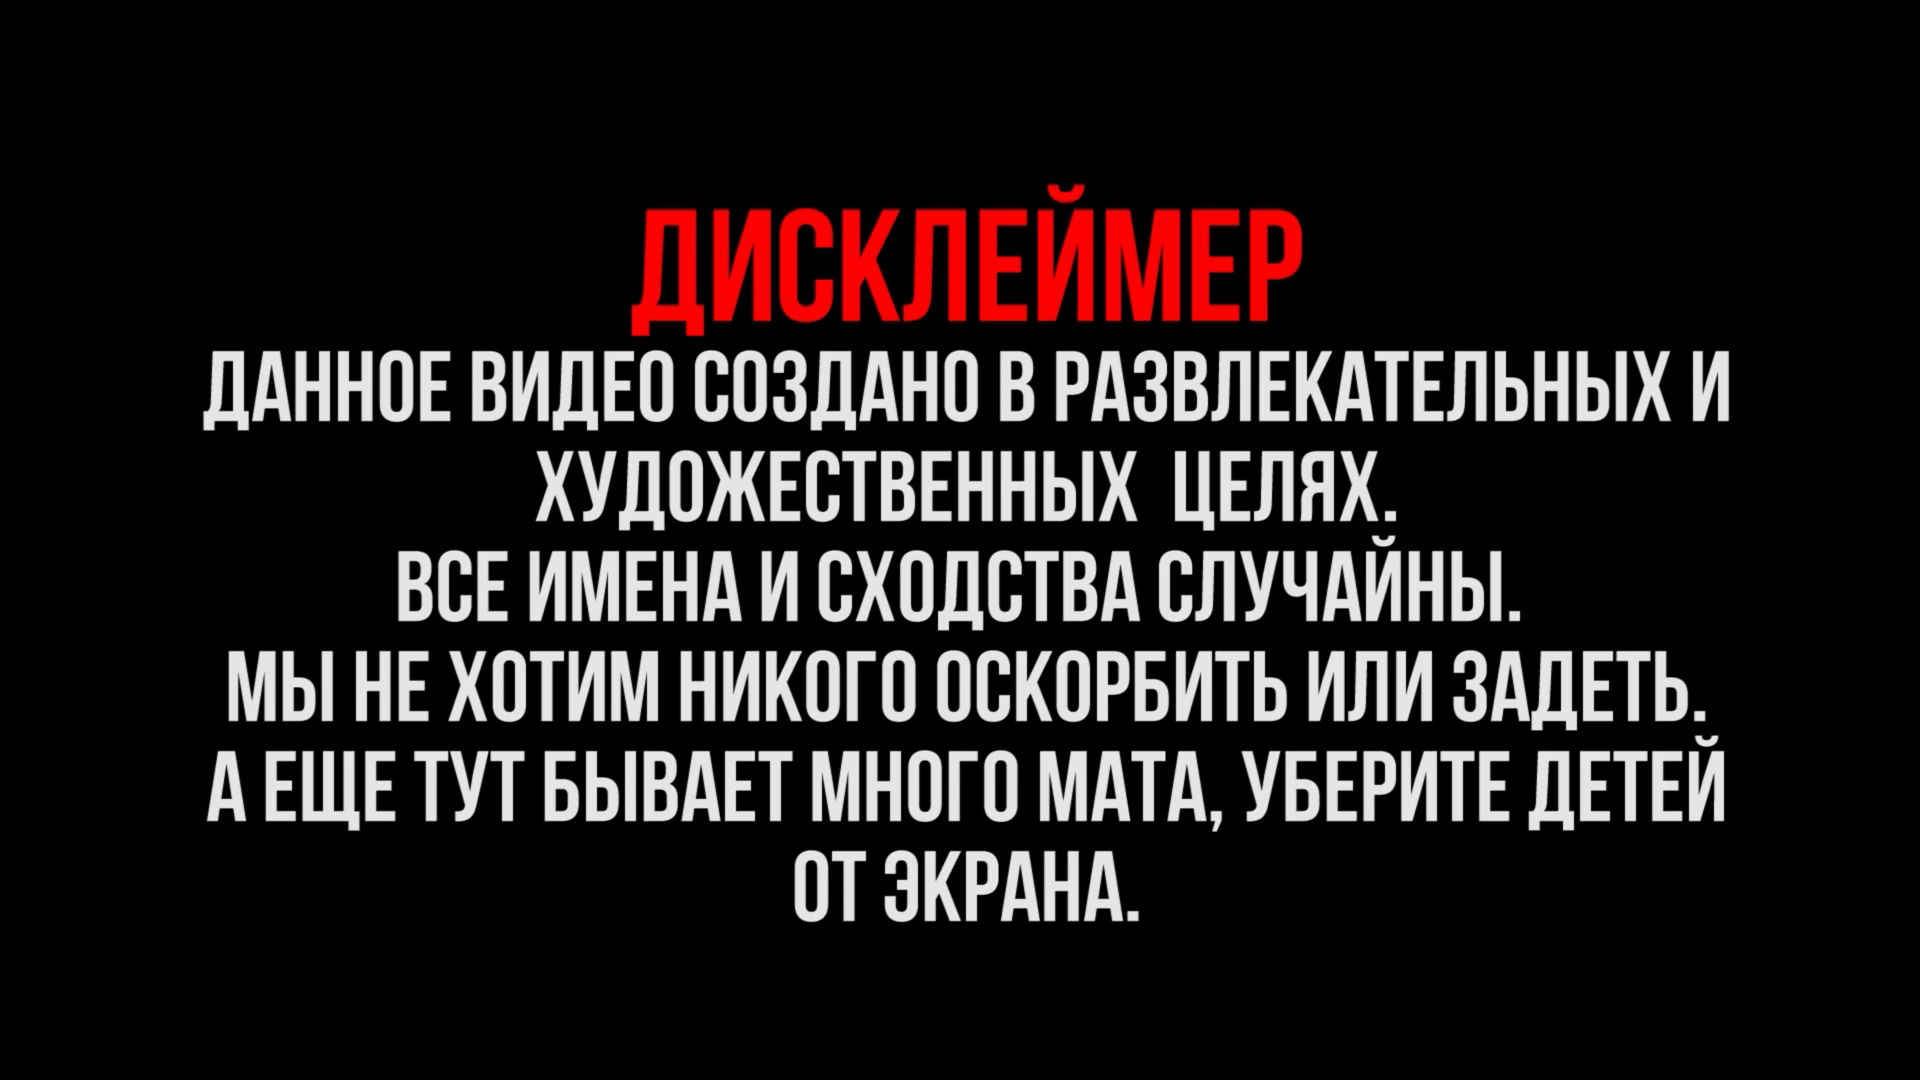 ДИСКЛЕЙМЕР
ДАННОЕ ВИДЕО СОЗДАНО В РАЗВЛЕКАТЕЛЬНЫХ И
ХУДОЖЕСТВЕННЫХ ЦЕЛЯХ.
ВСЕ ИМЕНА И СХОДСТВА СЛУЧАЙНЫ.
МЫ НЕ ХОТИМ НИКОГО ОСКОРБИТЬ ИЛИ ЗАДЕТЬ.
А ЕЩЕ ТУТ БЫВАЕТ МНОГО МАТА, УБЕРИТЕ ДЕТЕЙ
ОТ ЭКРАНА.